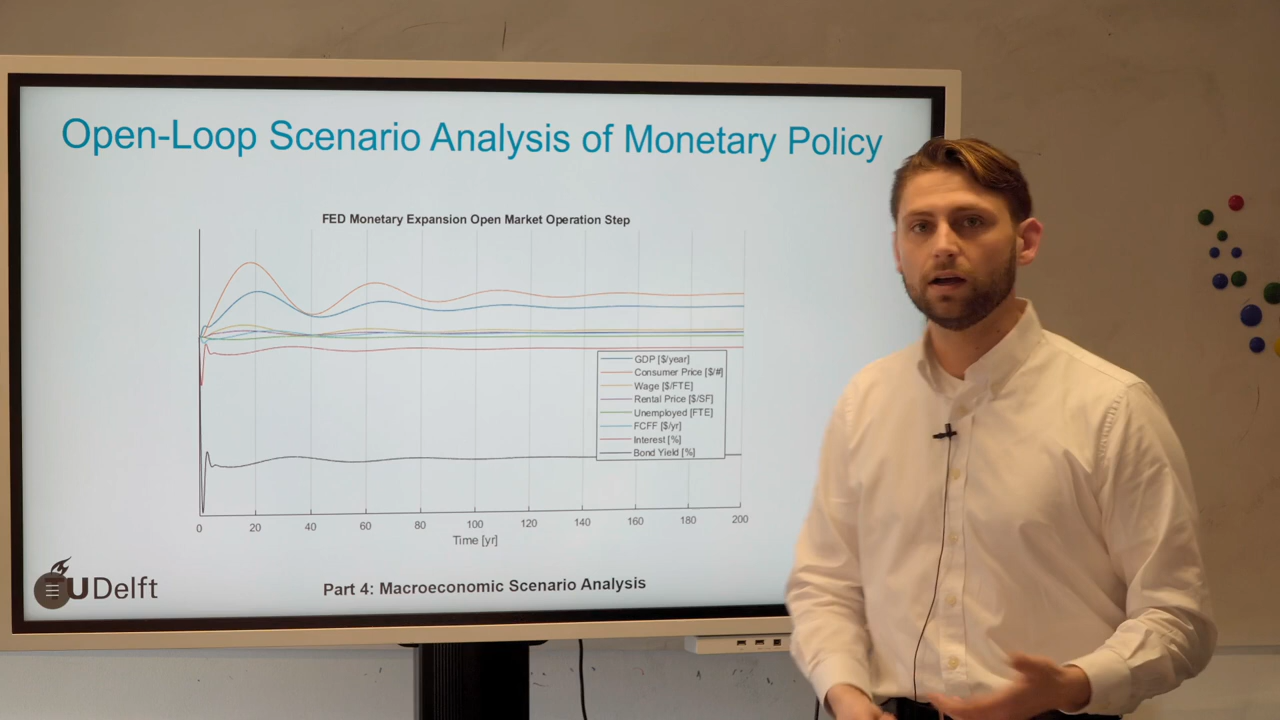 Open-Loop Scenario Analysis of Monetary Policy
FED Monetary Expansion Open Market Operation Step
GDP [$/year]
Consumer Price [$/#]
Wage [$/FTE]
Rental Price [$/SF]
Unemployed [FTE]
FCFF [$/yr]
Interest [%]
Bond Yield [%]
0 20 40 60 80 100 120 140 160 180 200
Time [yr]
TUDelft
Part 4: Macroeconomic Scenario Analysis